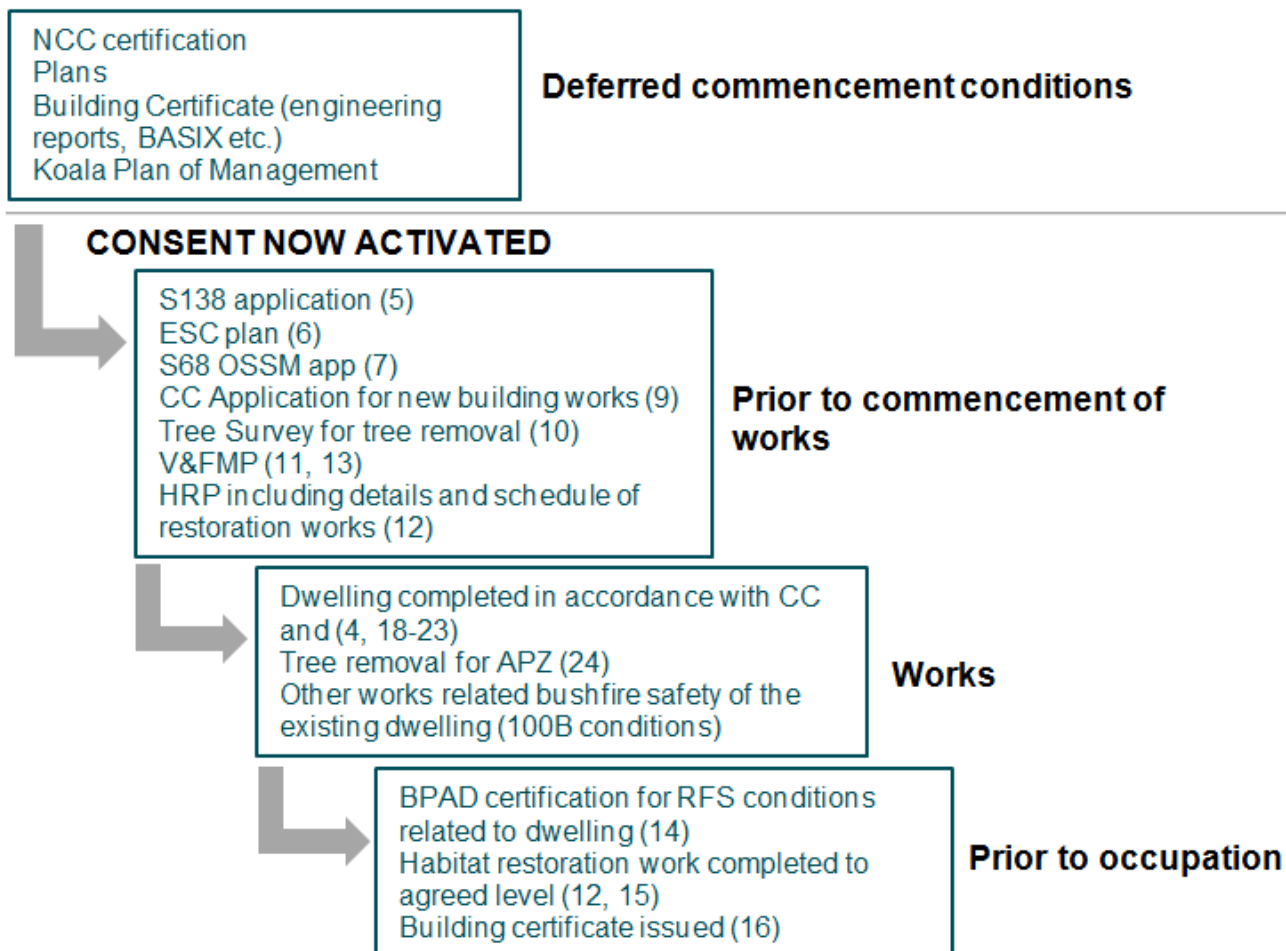 NCC certification
Plans
Building Certificate (engineering
reports, BASIX etc.)
Koala Plan of Management
Deferred commencement conditions
CONSENT NOW ACTIVATED
S138 application (5)
ESC plan (6)
S68 OSSM app (7)
CC Application for new building works (9)
Tree Survey for tree removal (10)
V&FMP (11, 13)
HRP including details and schedule of
restoration works (12)
Prior to commencement of
works
Dwelling completed in accordance with CC
and (4, 18-23)
Tree removal for APZ (24)
Other works related bushfire safety of the
existing dwelling (100B conditions)
Works
BPAD certification for RFS conditions
related to dwelling (14)
Habitat restoration work completed to
agreed level (12, 15)
Building certificate issued (16)
Prior to occupation